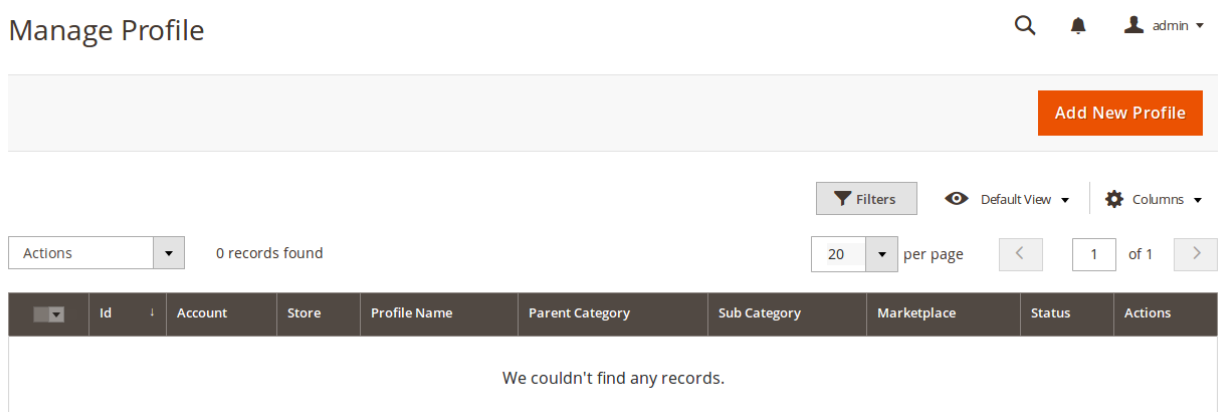 Manage Profile
admin
Add New Profile
Filters
Default View
Columns
Actions
0 records found
20
per page
1
of 1
Id ↓ Account Store Profile Name Parent Category Sub Category Marketplace Status Actions
We couldn't find any records.